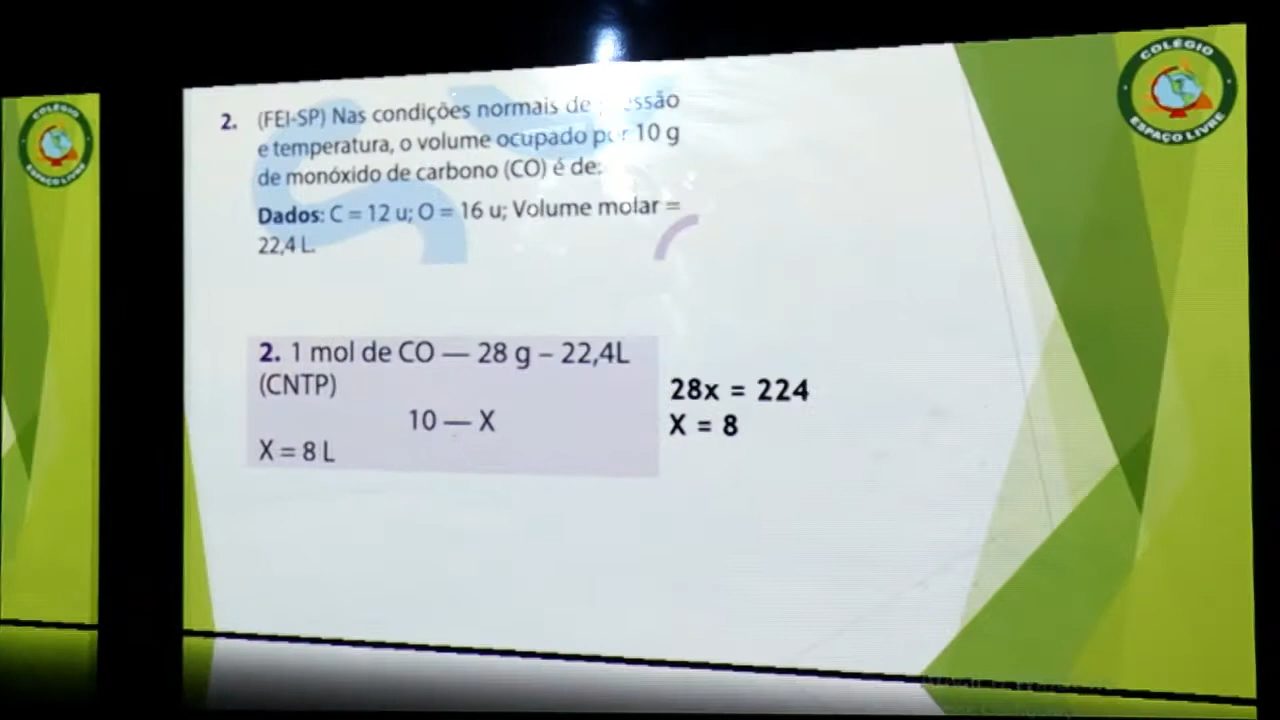 2. (FEI-SP) Nas condições normais de
e temperatura, o volume ocupado por 10 g
de monóxido de carbono (CO) é de:
Dados: C = 12 u; O = 16 u; Volume molar =
22,4 L.
2. 1 mol de CO — 28 g – 22,4L
(CNTP)
10 — X
X = 8 L
28x = 224
X = 8
COLÉGIO
ESPAÇO LIVRE
COLÉGIO
ESPAÇO LIVRE